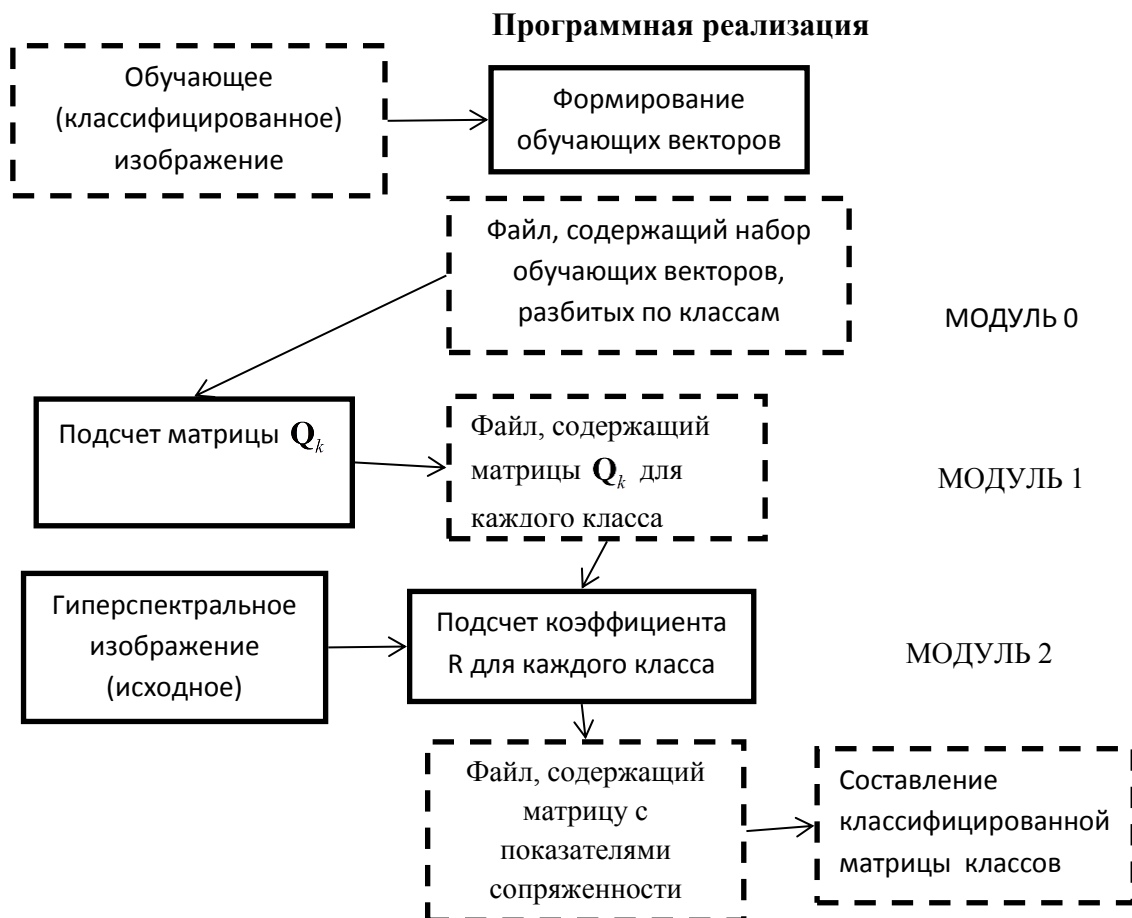 Программная реализация
Обучающее
(классифицированное)
изображение
Формирование
обучающих векторов
Файл, содержащий набор
обучающих векторов,
разбитых по классам
МОДУЛЬ 0
Подсчет матрицы Qk
Файл, содержащий
матрицы Qk для
каждого класса
МОДУЛЬ 1
Гиперспектральное
изображение
(исходное)
Подсчет коэффициента
R для каждого класса
МОДУЛЬ 2
Файл, содержащий
матрицу с
показателями
сопряженности
Составление
классифицированной
матрицы классов